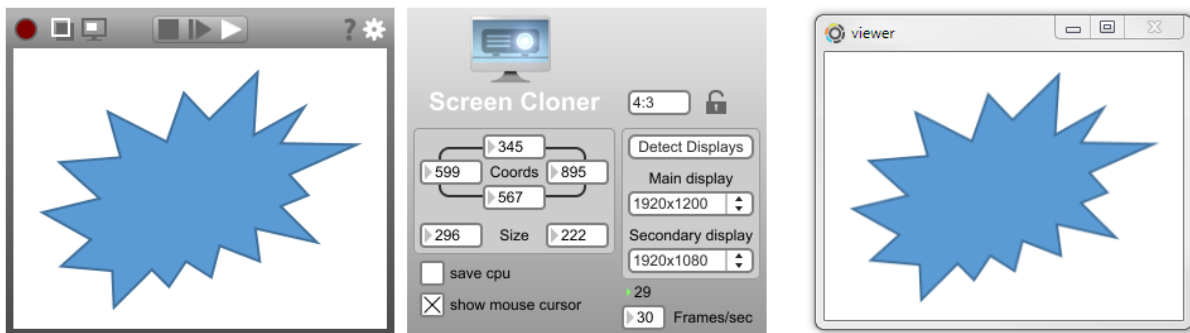 ?
viewer
Screen Cloner
4:3
345
599 Coords 895
567
296 Size 222
save cpu
show mouse cursor
Detect Displays
Main display
1920x1200
Secondary display
1920x1080
29
30 Frames/sec